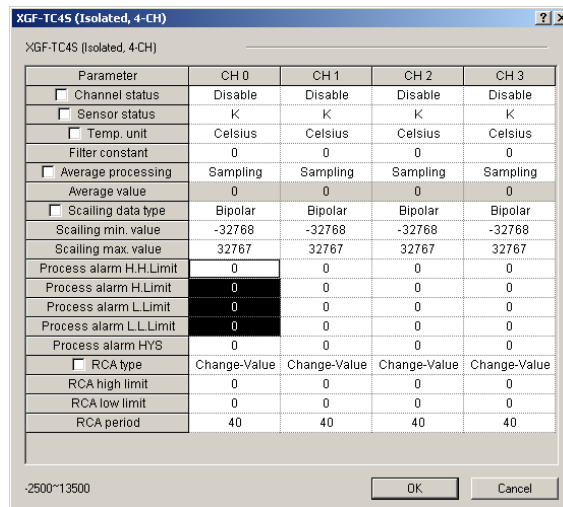 XGF-TC4S (Isolated, 4-CH)
XGF-TC4S (Isolated, 4-CH)
Parameter CH 0 CH 1 CH 2 CH 3
Channel status Disable Disable Disable Disable
Sensor status K K K K
Temp. unit Celsius Celsius Celsius Celsius
Filter constant 0 0 0 0
Average processing Sampling Sampling Sampling Sampling
Average value 0 0 0 0
Scailing data type Bipolar Bipolar Bipolar Bipolar
Scailing min. value -32768 -32768 -32768 -32768
Scailing max. value 32767 32767 32767 32767
Process alarm H.H.Limit 0 0 0 0
Process alarm H.Limit 0 0 0 0
Process alarm L.Limit 0 0 0 0
Process alarm L.L.Limit 0 0 0 0
Process alarm HYS 0 0 0 0
RCA type Change-Value Change-Value Change-Value Change-Value
RCA high limit 0 0 0 0
RCA low limit 0 0 0 0
RCA period 40 40 40 40
-2500~13500 OK Cancel